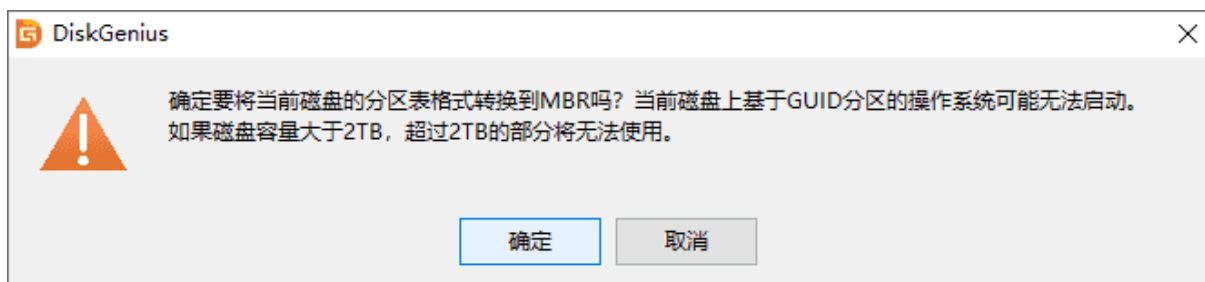 DiskGenius
确定要将当前磁盘的分区表格式转换到MBR吗？当前磁盘上基于GUID分区的操作系统可能无法启动。
如果磁盘容量大于2TB，超过2TB的部分将无法使用。
确定 取消